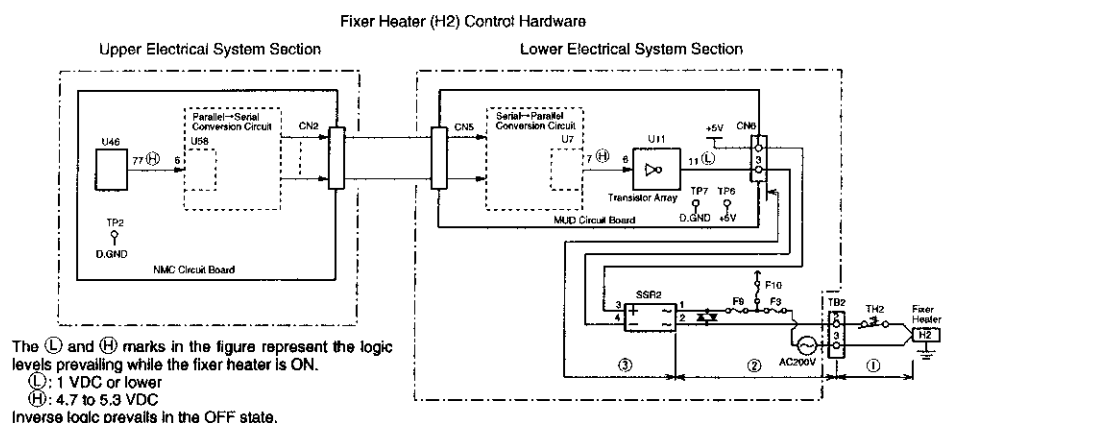 Fixer Heater (H2) Control Hardware
Upper Electrical System Section
Lower Electrical System Section
Parallel→Serial
Conversion Circuit
CN2
U46
U58
77 Ⓗ 6
TP2
D.GND
NMC Circuit Board
CN5
Serial→Parallel
Conversion Circuit
U7
7 Ⓗ 6
U11
11 Ⓛ
+5V
CN6
3
Transistor Array
TP7 TP6
D.GND +5V
MUD Circuit Board
SSR2
3 + ~ 1
4 − ~ 2
F10
F3
TB2
TH2
Fixer
Heater
H2
3
AC200V
③ ② ①
The Ⓛ and Ⓗ marks in the figure represent the logic
levels prevailing while the fixer heater is ON.
Ⓛ: 1 VDC or lower
Ⓗ: 4.7 to 5.3 VDC
Inverse logic prevails in the OFF state.